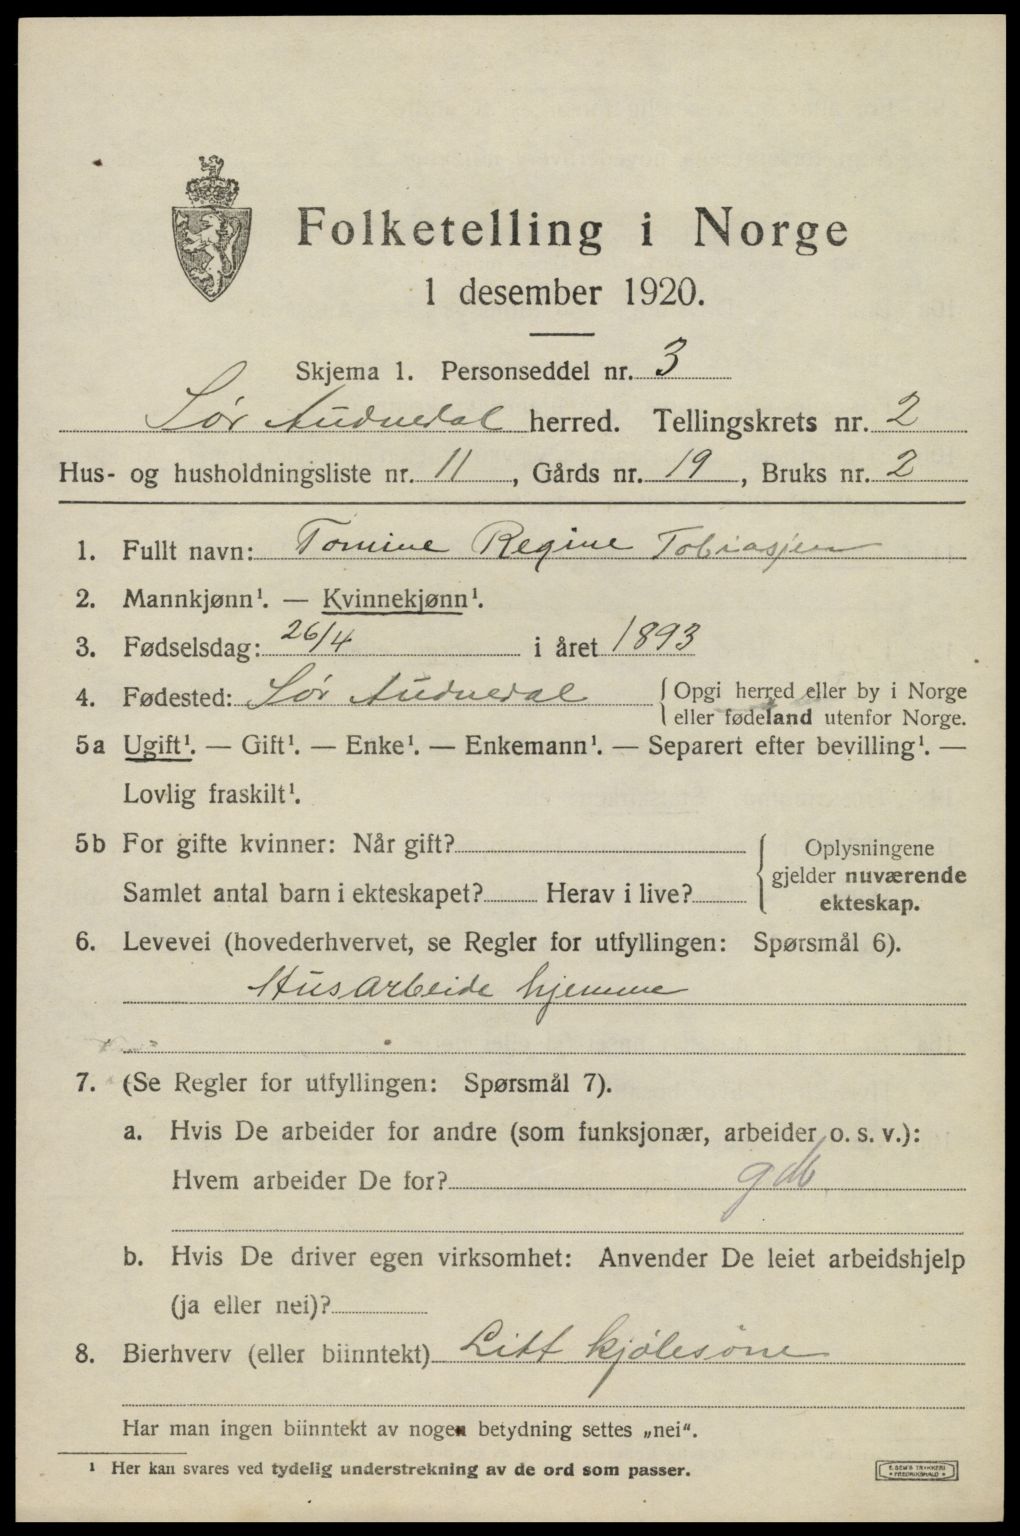 Folketelling i Norge
1 desember 1920.
Skjema 1. Personseddel nr. 3
Sør Audnedal herred. Tellingskrets nr. 2
Hus- og husholdningsliste nr. 11, Gårds nr. 19, Bruks nr. 2
1. Fullt navn: Tomine Regine Tobiasjen
2. Mannkjønn¹. — Kvinnekjønn¹.
3. Fødselsdag: 26/4 i året 1893
4. Fødested: Sør Audnedal { Opgi herred eller by i Norge
eller fødeland utenfor Norge.
5a Ugift¹. — Gift¹. — Enke¹. — Enkemann¹. — Separert efter bevilling¹. —
Lovlig fraskilt¹.
5b For gifte kvinner: Når gift? { Oplysningene
gjelder nuværende
Samlet antal barn i ekteskapet? Herav i live?
ekteskap.
6. Levevei (hovederhvervet, se Regler for utfyllingen: Spørsmål 6).
Husarbeide hjemme
7. (Se Regler for utfyllingen: Spørsmål 7).
a. Hvis De arbeider for andre (som funksjonær, arbeider o. s. v.):
Hvem arbeider De for?
b. Hvis De driver egen virksomhet: Anvender De leiet arbeidshjelp
(ja eller nei)?
8. Bierhverv (eller biinntekt) Litt kjolesöm
Har man ingen biinntekt av nogen betydning settes „nei".
¹ Her kan svares ved tydelig understrekning av de ord som passer.
E. SEM'S TRYKKERI
FREDRIKSHALD